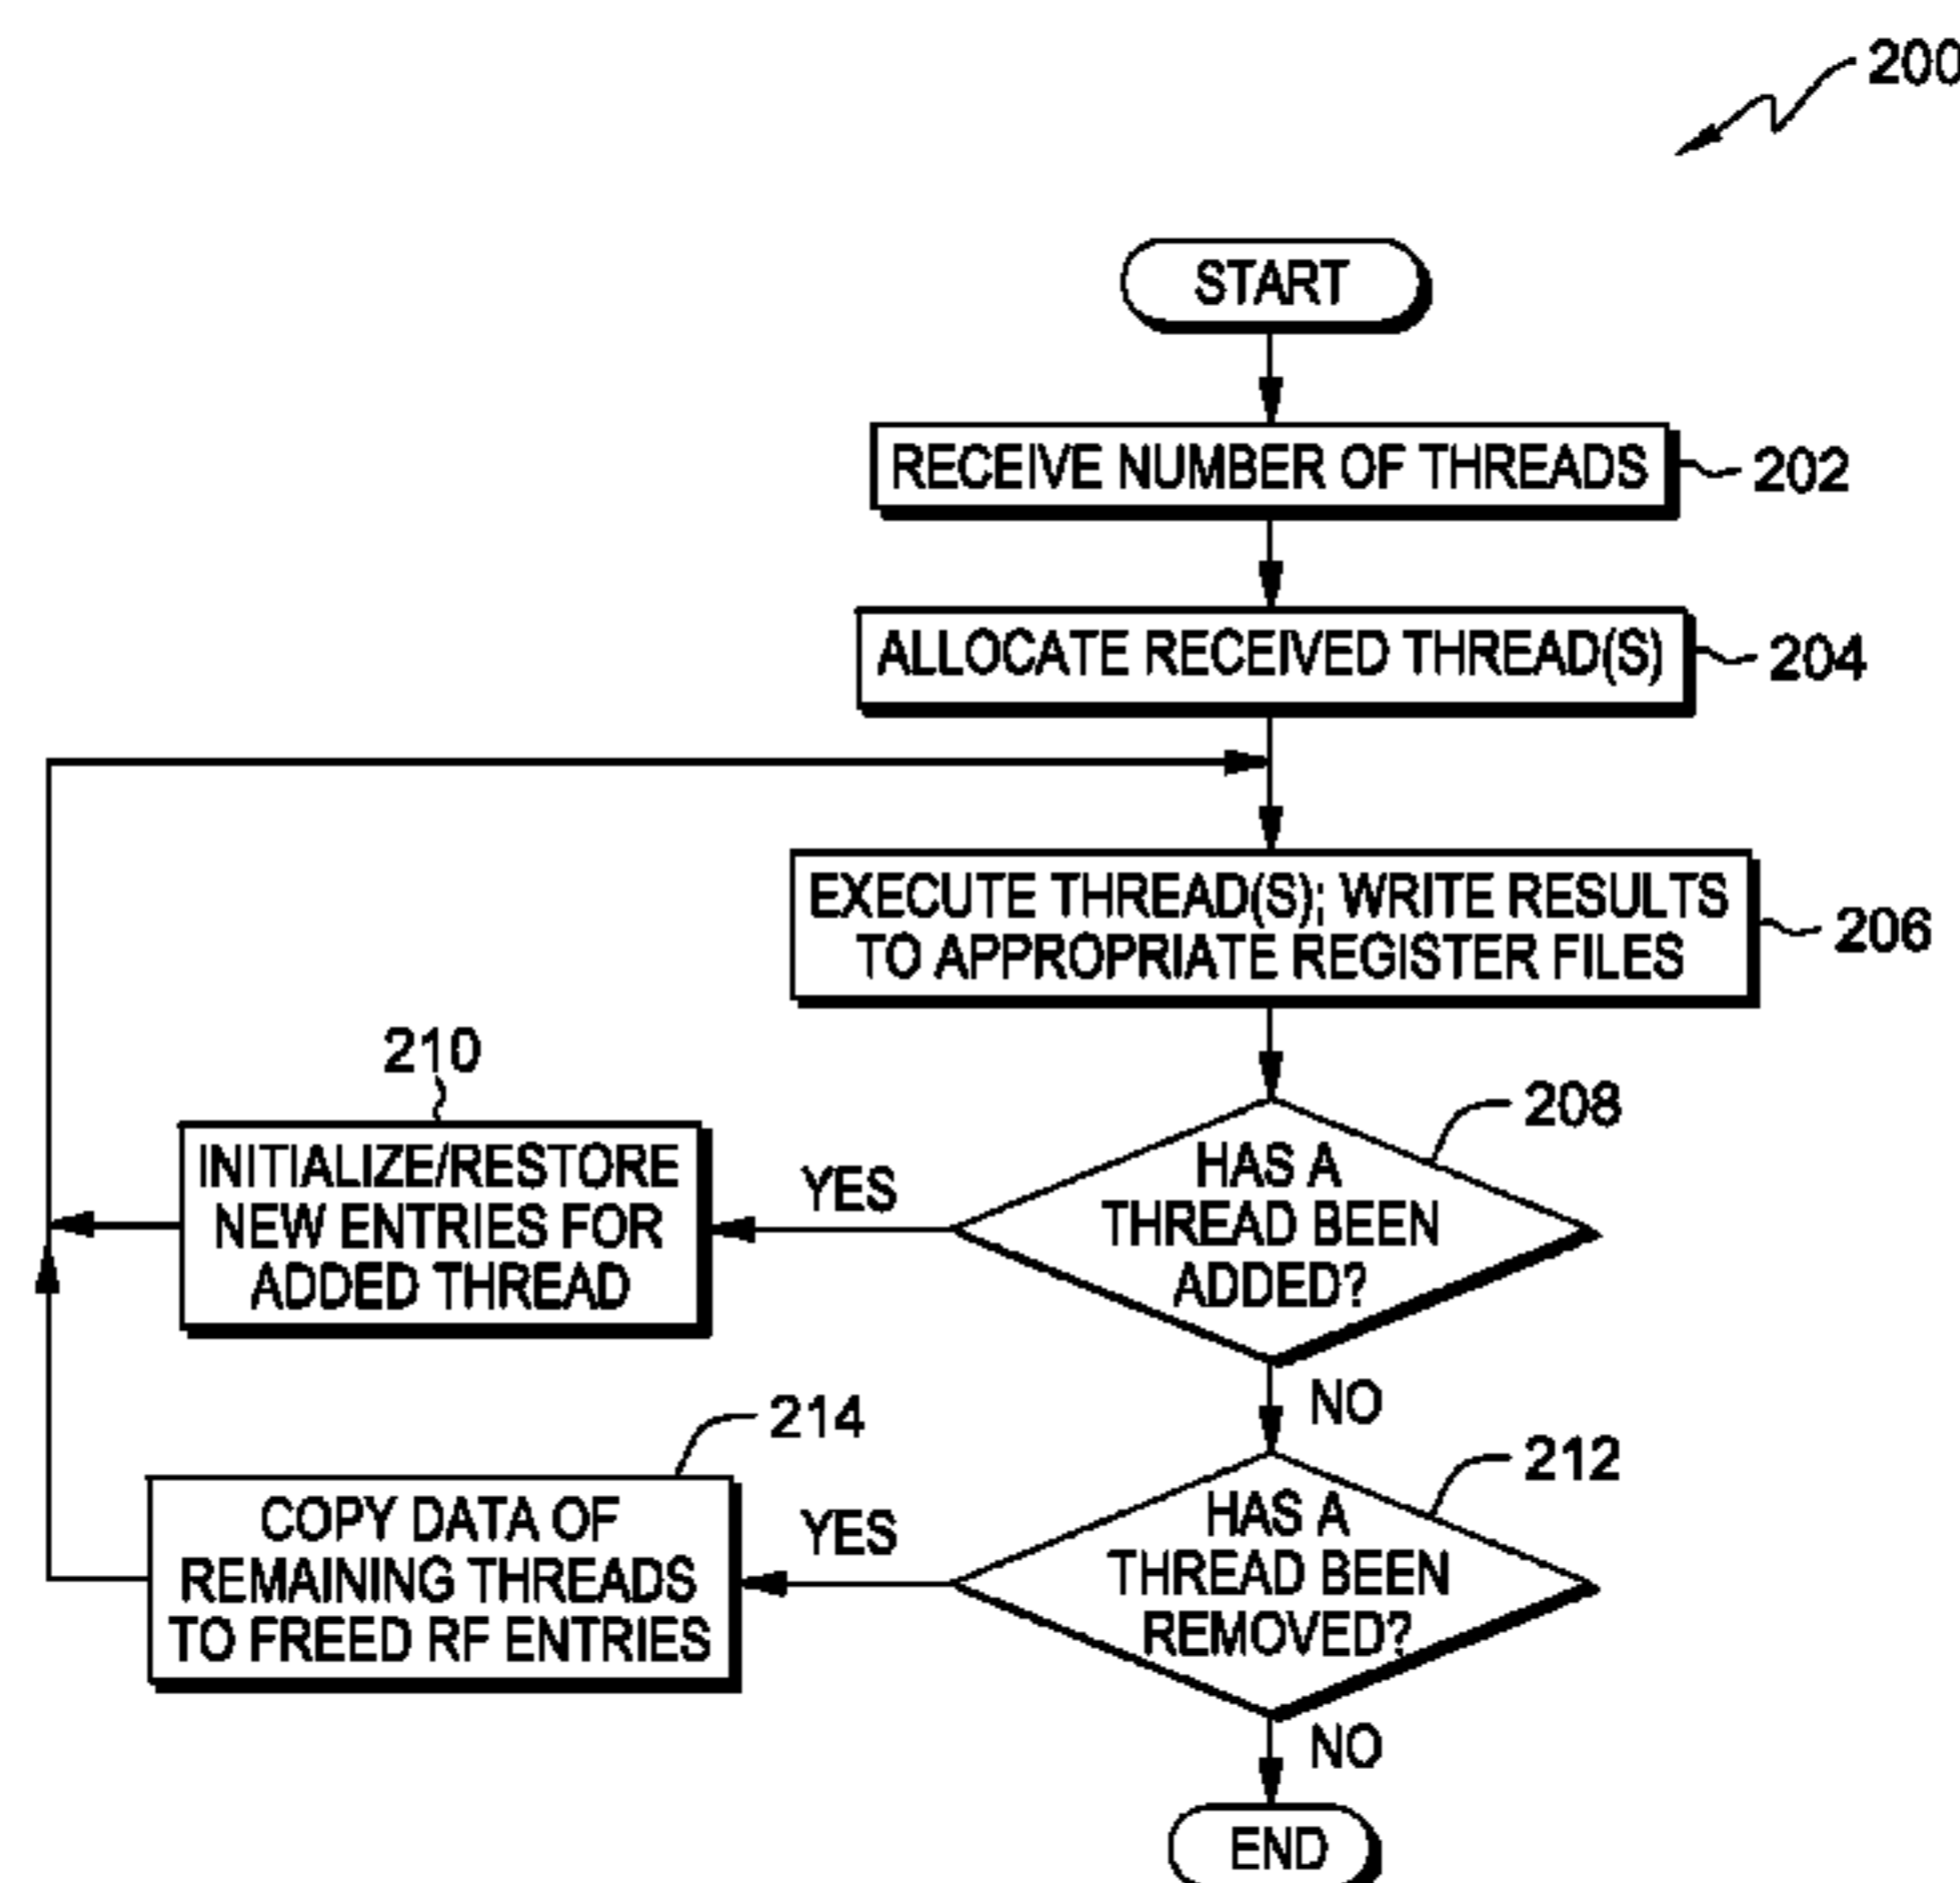 200
START
RECEIVE NUMBER OF THREADS
202
ALLOCATE RECEIVED THREAD(S)
204
EXECUTE THREAD(S); WRITE RESULTS
TO APPROPRIATE REGISTER FILES
206
208
HAS A
THREAD BEEN
ADDED?
YES
210
INITIALIZE/RESTORE
NEW ENTRIES FOR
ADDED THREAD
NO
212
HAS A
THREAD BEEN
REMOVED?
YES
214
COPY DATA OF
REMAINING THREADS
TO FREED RF ENTRIES
NO
END